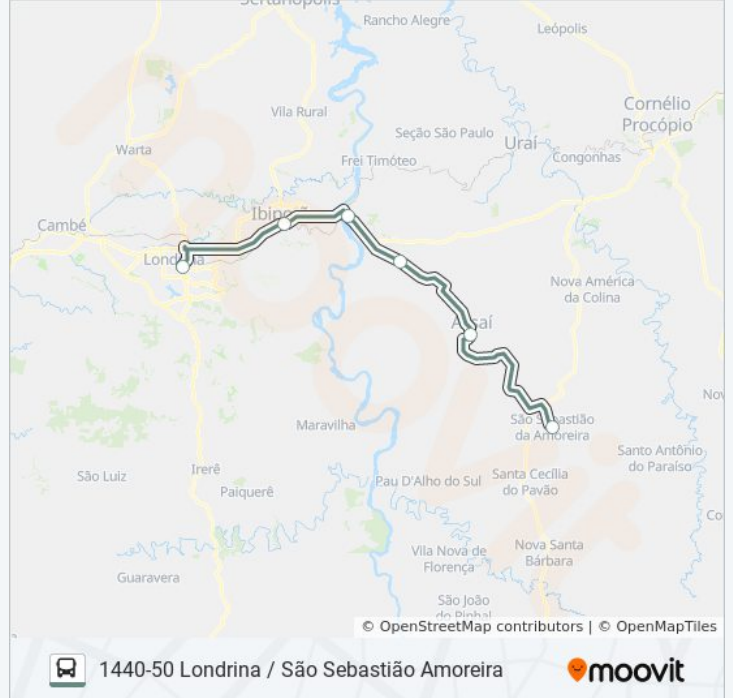 Sertanópolis
Rancho Alegre
Leópolis
Vila Rural
Cornélio
Procópio
Seção São Paulo
Uraí
Warta
Frei Timóteo
Congonhas
Cambé
Londrina
Nova América
da Colina
Assaí
São Sebastião
da Amoreira
Maravilha
Santo Antônio
do Paraíso
São Luiz
Irerê
Paiquerê
Pau D'Alho do Sul
Santa Cecília
do Pavão
Vila Nova de
Florença
Nova Santa
Bárbara
Guaravera
São João
do Pinhal
© OpenStreetMap contributors | © OpenMapTiles
1440-50 Londrina / São Sebastião Amoreira
moovit